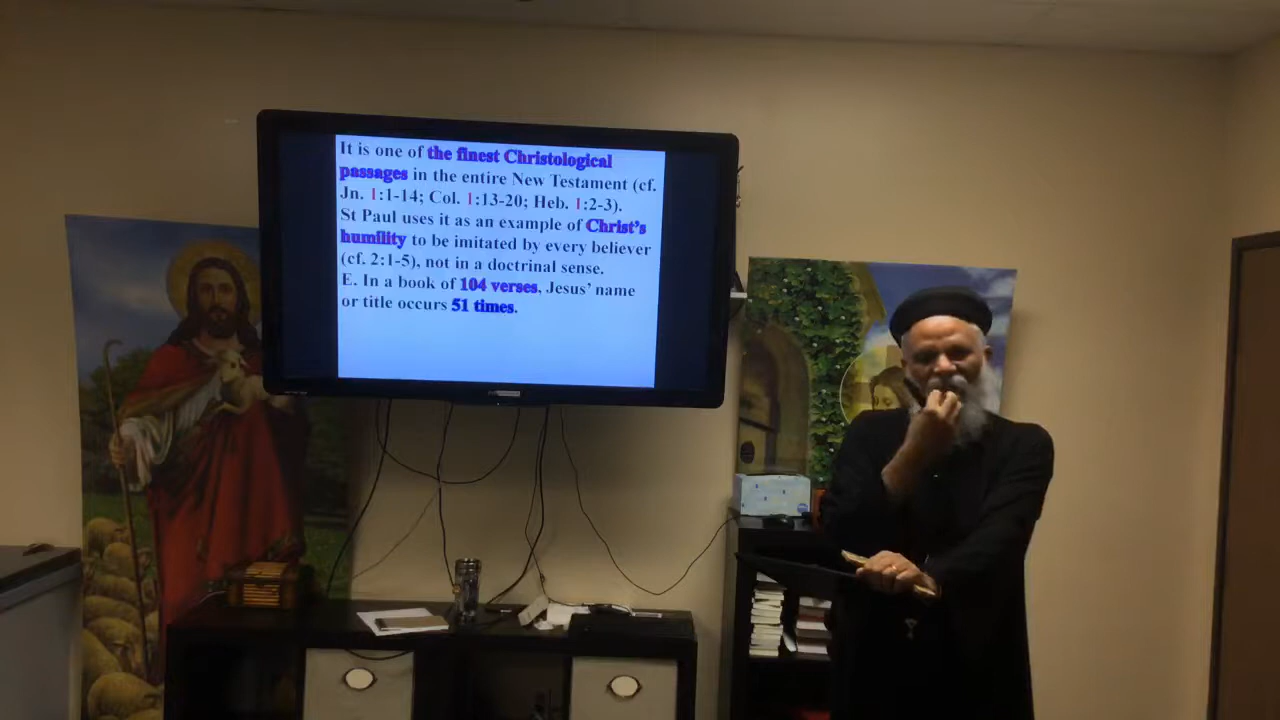 It is one of the finest Christological
passages in the entire New Testament (cf.
Jn. 1:1-14; Col. 1:13-20; Heb. 1:2-3).
St Paul uses it as an example of Christ's
humility to be imitated by every believer
(cf. 2:1-5), not in a doctrinal sense.
E. In a book of 104 verses, Jesus' name
or title occurs 51 times.